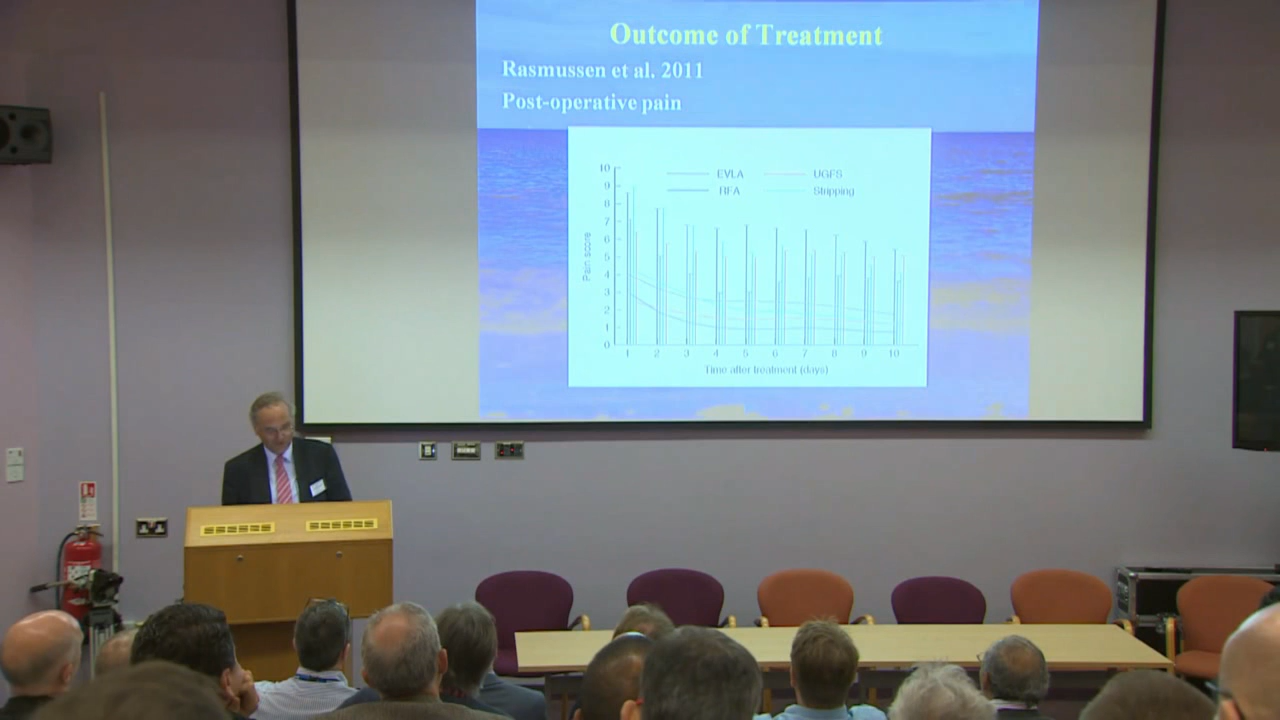 Outcome of Treatment
Rasmussen et al. 2011
Post-operative pain
10
9
8
7
6
5
4
3
2
1
0
Pain score
EVLA
UGFS
RFA
Stripping
1 2 3 4 5 6 7 8 9 10
Time after treatment (days)